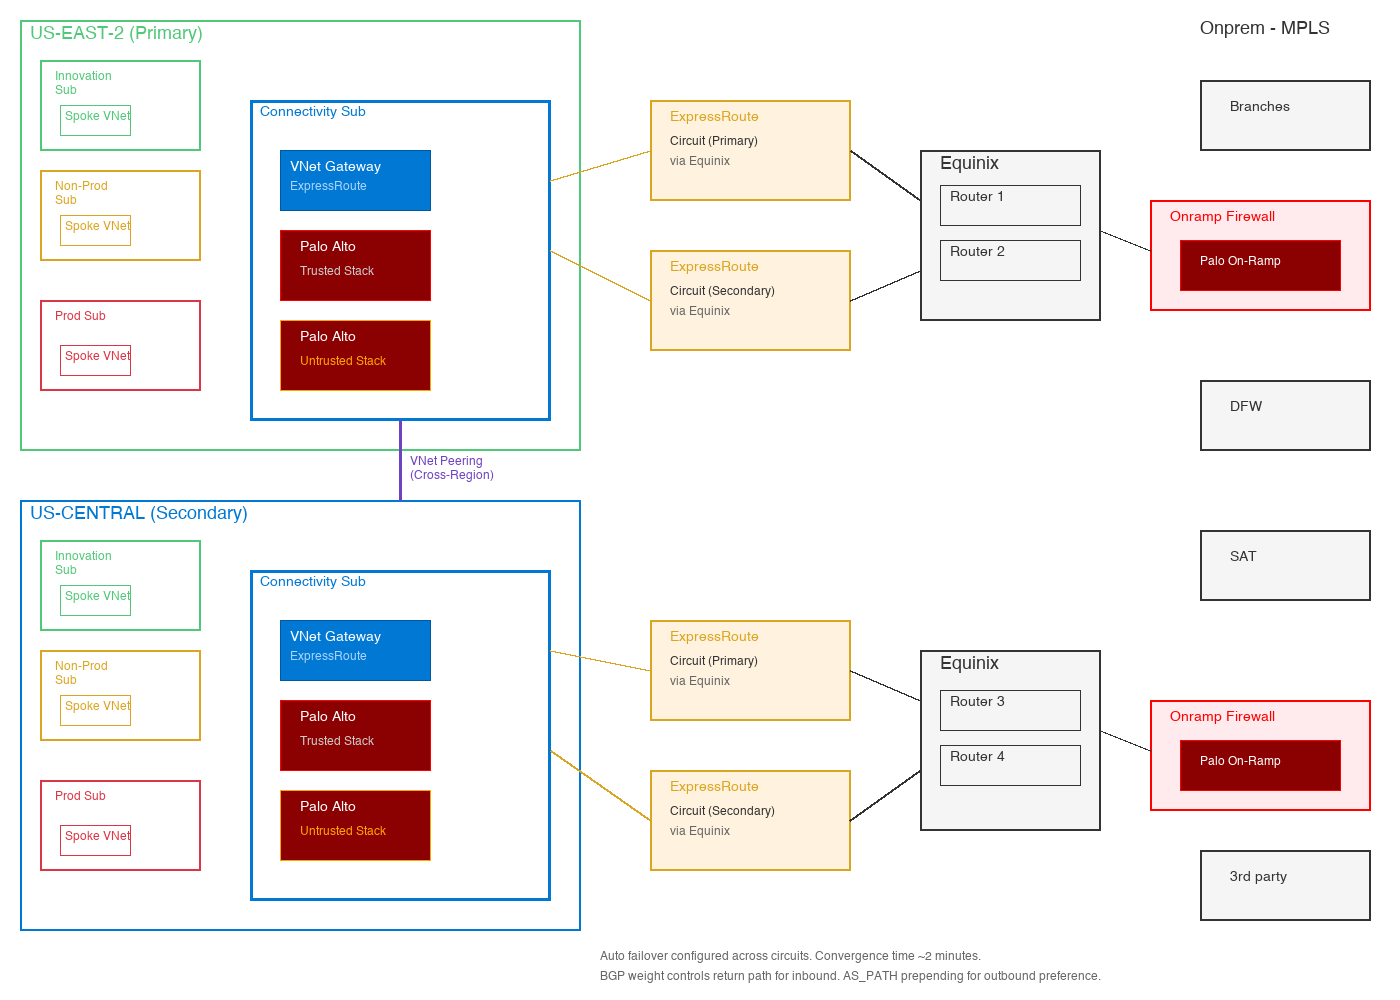 US-EAST-2 (Primary)
Innovation
Sub
Spoke VNet
Non-Prod
Sub
Spoke VNet
Prod Sub
Spoke VNet
Connectivity Sub
VNet Gateway
ExpressRoute
Palo Alto
Trusted Stack
Palo Alto
Untrusted Stack
ExpressRoute
Circuit (Primary)
via Equinix
ExpressRoute
Circuit (Secondary)
via Equinix
Equinix
Router 1
Router 2
Onprem - MPLS
Branches
Onramp Firewall
Palo On-Ramp
DFW
VNet Peering
(Cross-Region)
US-CENTRAL (Secondary)
Innovation
Sub
Spoke VNet
Non-Prod
Sub
Spoke VNet
Prod Sub
Spoke VNet
Connectivity Sub
VNet Gateway
ExpressRoute
Palo Alto
Trusted Stack
Palo Alto
Untrusted Stack
ExpressRoute
Circuit (Primary)
via Equinix
ExpressRoute
Circuit (Secondary)
via Equinix
Equinix
Router 3
Router 4
SAT
Onramp Firewall
Palo On-Ramp
3rd party
Auto failover configured across circuits. Convergence time ~2 minutes.
BGP weight controls return path for inbound. AS_PATH prepending for outbound preference.